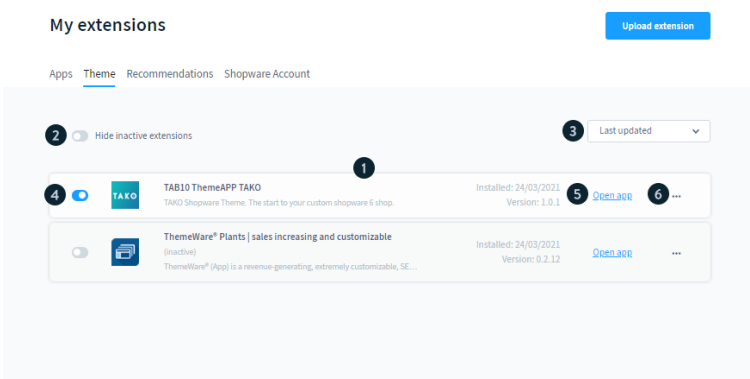 My extensions
Upload extension
Apps Theme Recommendations Shopware Account
2 Hide inactive extensions
3 Last updated
1
4 TAKO TAB10 ThemeAPP TAKO
TAKO Shopware Theme. The start to your custom shopware 6 shop.
Installed: 24/03/2021
Version: 1.0.1
5 Open app 6 ...
ThemeWare® Plants | sales increasing and customizable
(inactive)
ThemeWare® (App) is a revenue-generating, extremely customizable, SE...
Installed: 24/03/2021
Version: 0.2.12
Open app ...